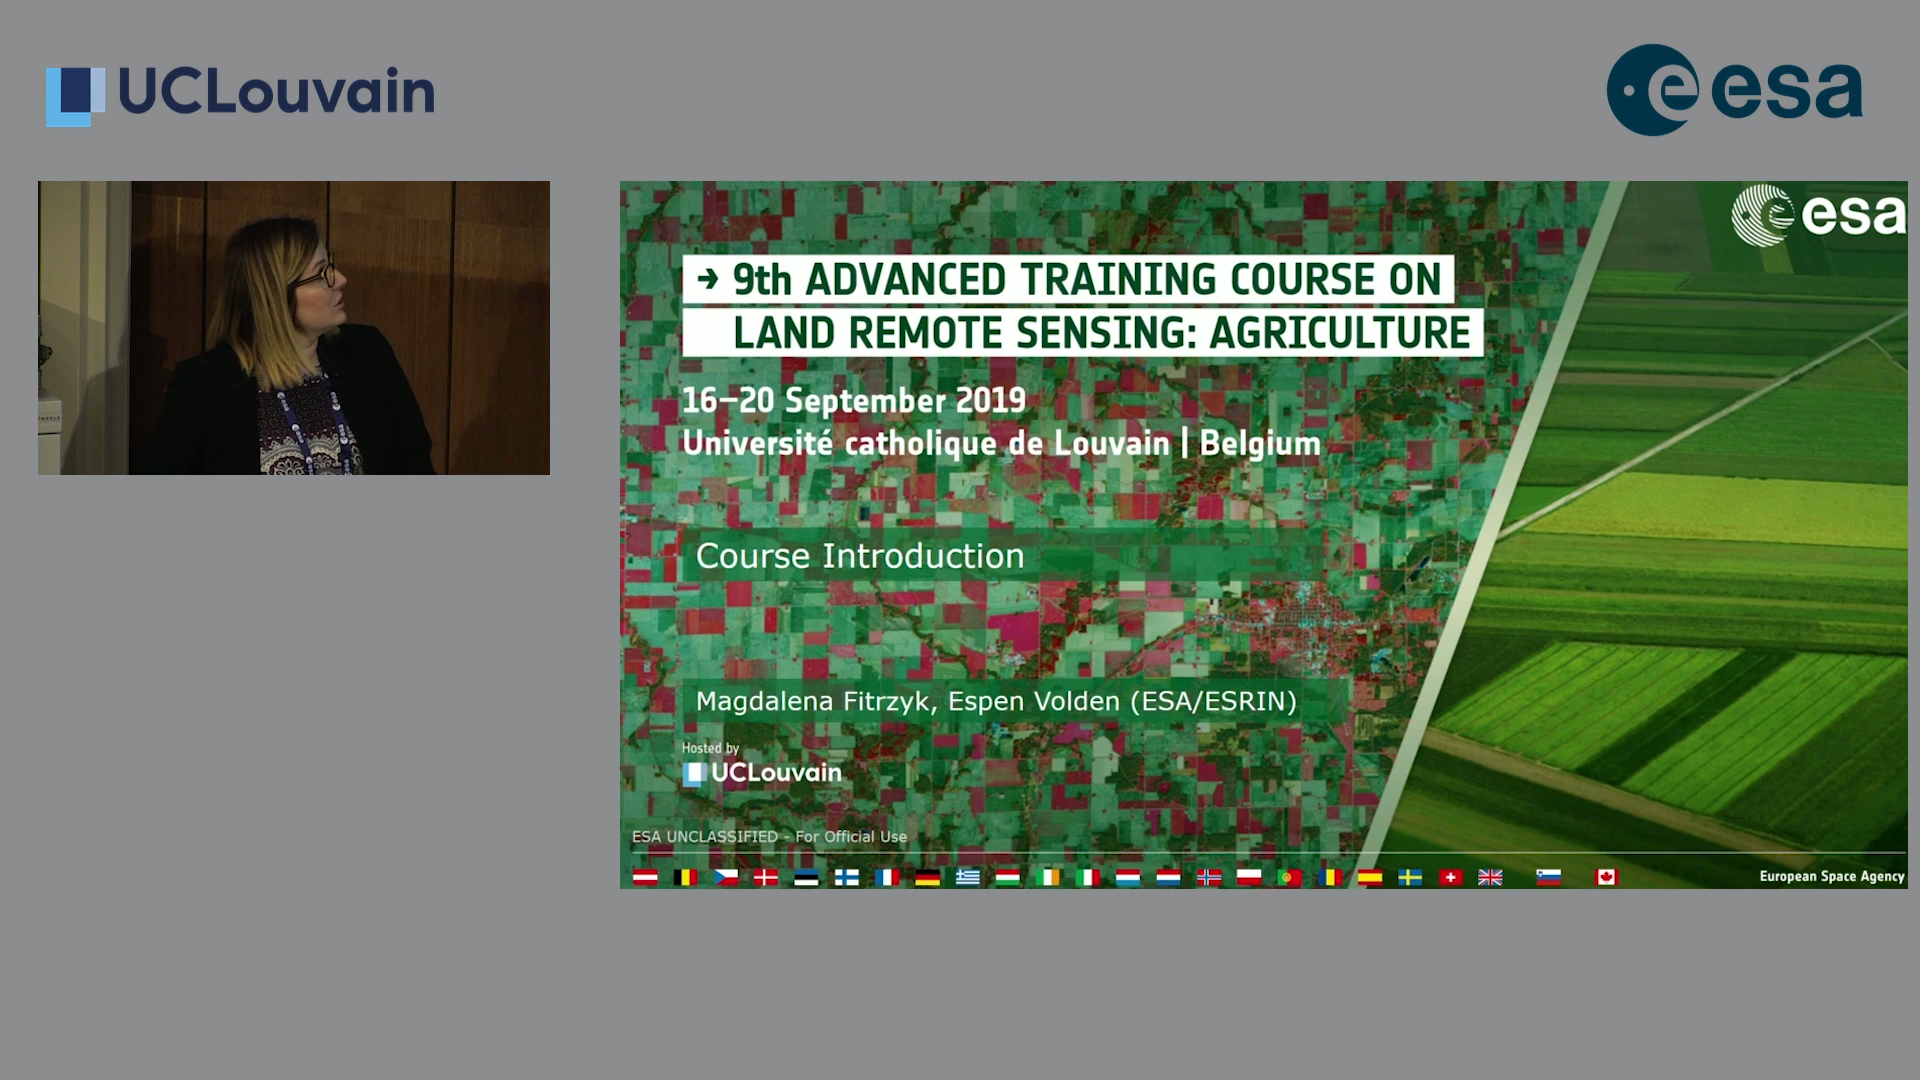 UCLouvain
esa
esa
→ 9th ADVANCED TRAINING COURSE ON
LAND REMOTE SENSING: AGRICULTURE
16–20 September 2019
Université catholique de Louvain | Belgium
Course Introduction
Magdalena Fitrzyk, Espen Volden (ESA/ESRIN)
Hosted by
UCLouvain
ESA UNCLASSIFIED - For Official Use
European Space Agency